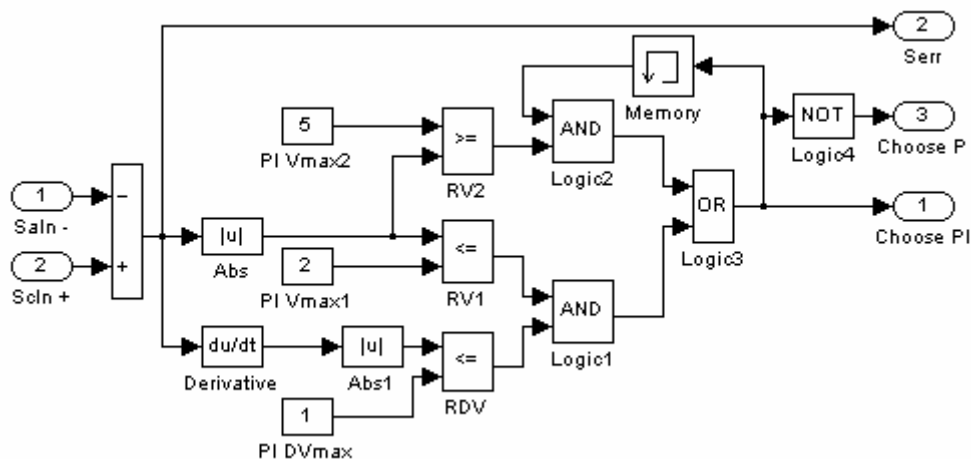 2
Serr
Memory
5
PI Vmax2
>=
RV2
AND
Logic2
NOT
Logic4
3
Choose P
1
SaIn -
−
2
ScIn +
+
|u|
Abs
2
PI Vmax1
<=
RV1
OR
Logic3
1
Choose PI
AND
Logic1
du/dt
Derivative
|u|
Abs1
<=
RDV
1
PI DVmax